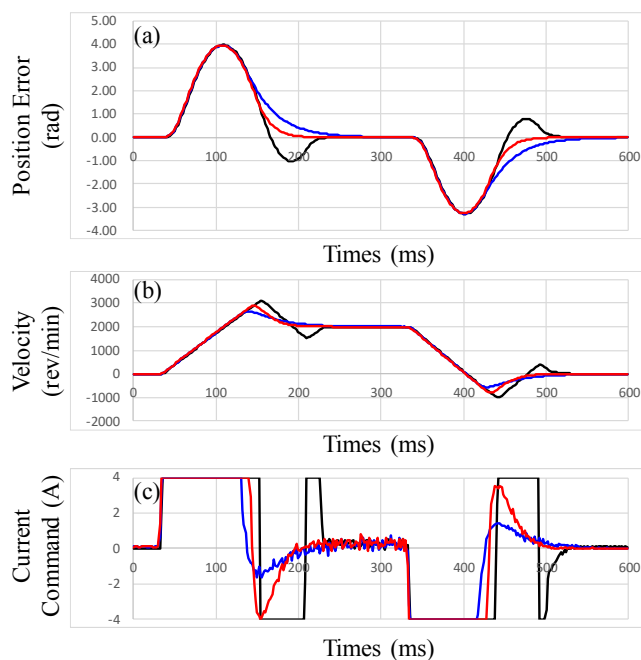 5.00
(a)
4.00
3.00
2.00
1.00
0.00
-1.00
-2.00
-3.00
-4.00
0 100 200 300 400 500 600
Position Error
(rad)
Times (ms)
4000
(b)
3000
2000
1000
0
-1000
-2000
0 100 200 300 400 500 600
Velocity
(rev/min)
Times (ms)
4
(c)
2
0
-2
-4
0 100 200 300 400 500 600
Current
Command (A)
Times (ms)